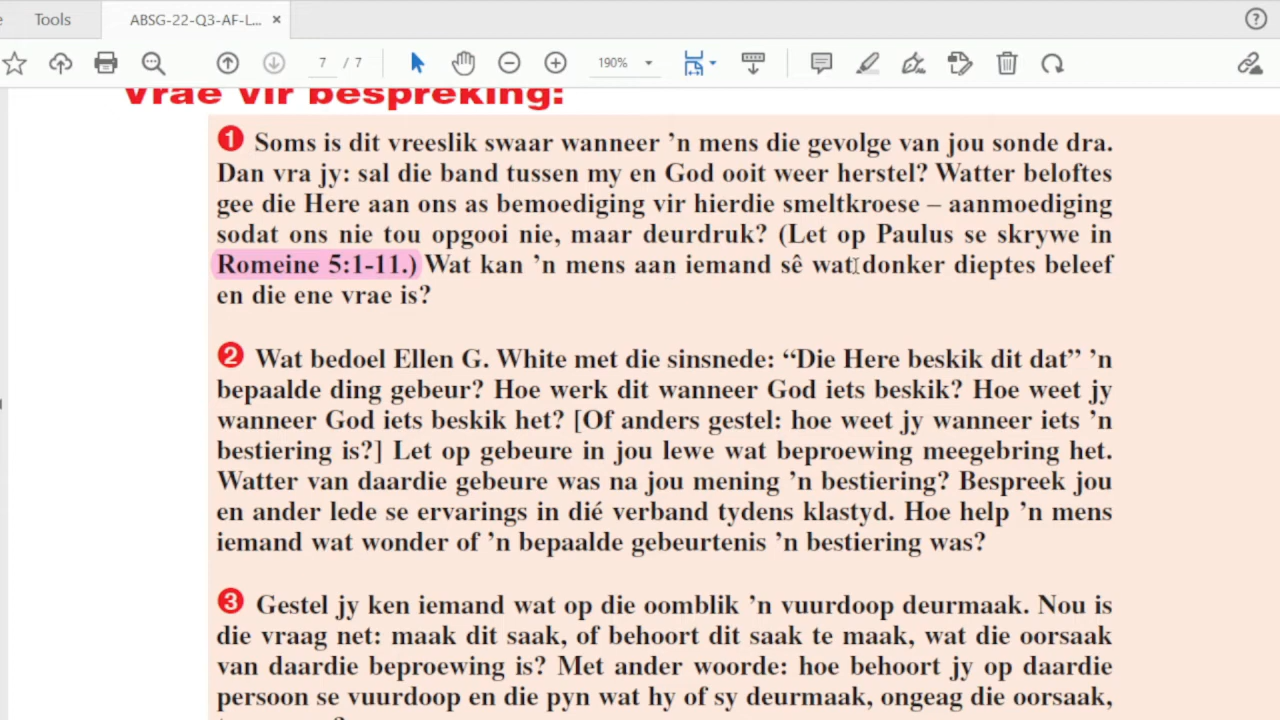 Tools
ABSG-22-Q3-AF-L... ×
7 / 7
190%
Vrae vir bespreking:
1 Soms is dit vreeslik swaar wanneer ’n mens die gevolge van jou sonde dra.
Dan vra jy: sal die band tussen my en God ooit weer herstel? Watter beloftes
gee die Here aan ons as bemoediging vir hierdie smeltkroese – aanmoediging
sodat ons nie tou opgooi nie, maar deurdruk? (Let op Paulus se skrywe in
Romeine 5:1-11.) Wat kan ’n mens aan iemand sê wat donker dieptes beleef
en die ene vrae is?
2 Wat bedoel Ellen G. White met die sinsnede: “Die Here beskik dit dat” ’n
bepaalde ding gebeur? Hoe werk dit wanneer God iets beskik? Hoe weet jy
wanneer God iets beskik het? [Of anders gestel: hoe weet jy wanneer iets ’n
bestiering is?] Let op gebeure in jou lewe wat beproewing meegebring het.
Watter van daardie gebeure was na jou mening ’n bestiering? Bespreek jou
en ander lede se ervarings in dié verband tydens klastyd. Hoe help ’n mens
iemand wat wonder of ’n bepaalde gebeurtenis ’n bestiering was?
3 Gestel jy ken iemand wat op die oomblik ’n vuurdoop deurmaak. Nou is
die vraag net: maak dit saak, of behoort dit saak te maak, wat die oorsaak
van daardie beproewing is? Met ander woorde: hoe behoort jy op daardie
persoon se vuurdoop en die pyn wat hy of sy deurmaak, ongeag die oorsaak,